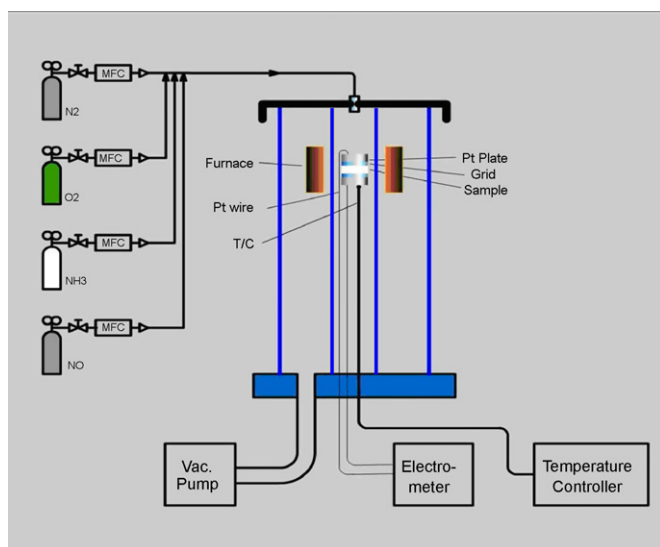 MFC
N2
MFC
O2
MFC
NH3
MFC
NO
Furnace
Pt Plate
Grid
Sample
Pt wire
T/C
Vac.
Pump
Electro-
meter
Temperature
Controller